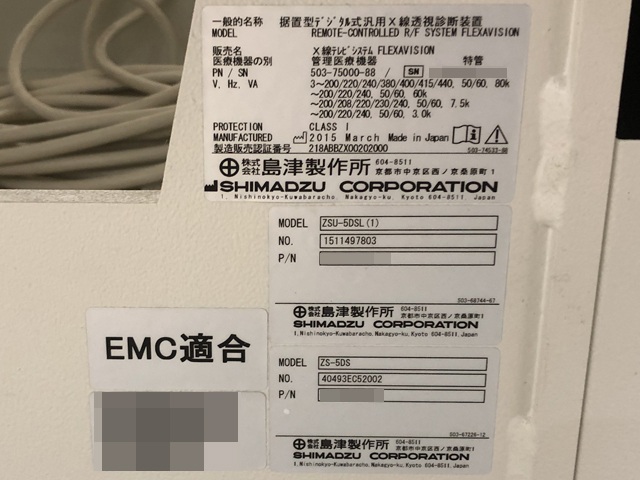 一般的名称 据置型デジタル式汎用X線透視診断装置
MODEL REMOTE-CONTROLLED R/F SYSTEM FLEXAVISION
販売名 X線テレビシステム FLEXAVISION
医療機器の別 管理医療機器 特管
PN / SN 503-75000-88 / SN
V, Hz, VA 3~200/220/240/380/400/415/440, 50/60, 80k
~200/220/240, 50/60, 60k
~200/208/220/230/240, 50/60, 7.5k
~200/220/240, 50/60, 3.0k
PROTECTION CLASS I
MANUFACTURED 2015 March Made in Japan
製造販売認証番号 218ABBZX00202000 503-74533-88
株式会社 島津製作所 604-8511 京都市中京区西ノ京桑原町1
SHIMADZU CORPORATION
1, Nishinokyo-Kuwabaracho, Nakagyo-ku, Kyoto 604-8511, Japan
MODEL ZSU-5DSL(1)
NO. 1511497803
P/N
503-68744-67
株式会社 島津製作所 604-8511 京都市中京区西ノ京桑原町1
SHIMADZU CORPORATION
1, Nishinokyo-Kuwabaracho, Nakagyo-ku, Kyoto 604-8511, Japan
EMC適合
MODEL ZS-5DS
NO. 40493EC52002
P/N
503-67226-12
株式会社 島津製作所 604-8511 京都市中京区西ノ京桑原町1
SHIMADZU CORPORATION
1, Nishinokyo-Kuwabaracho, Nakagyo-ku, Kyoto 604-8511, Japan